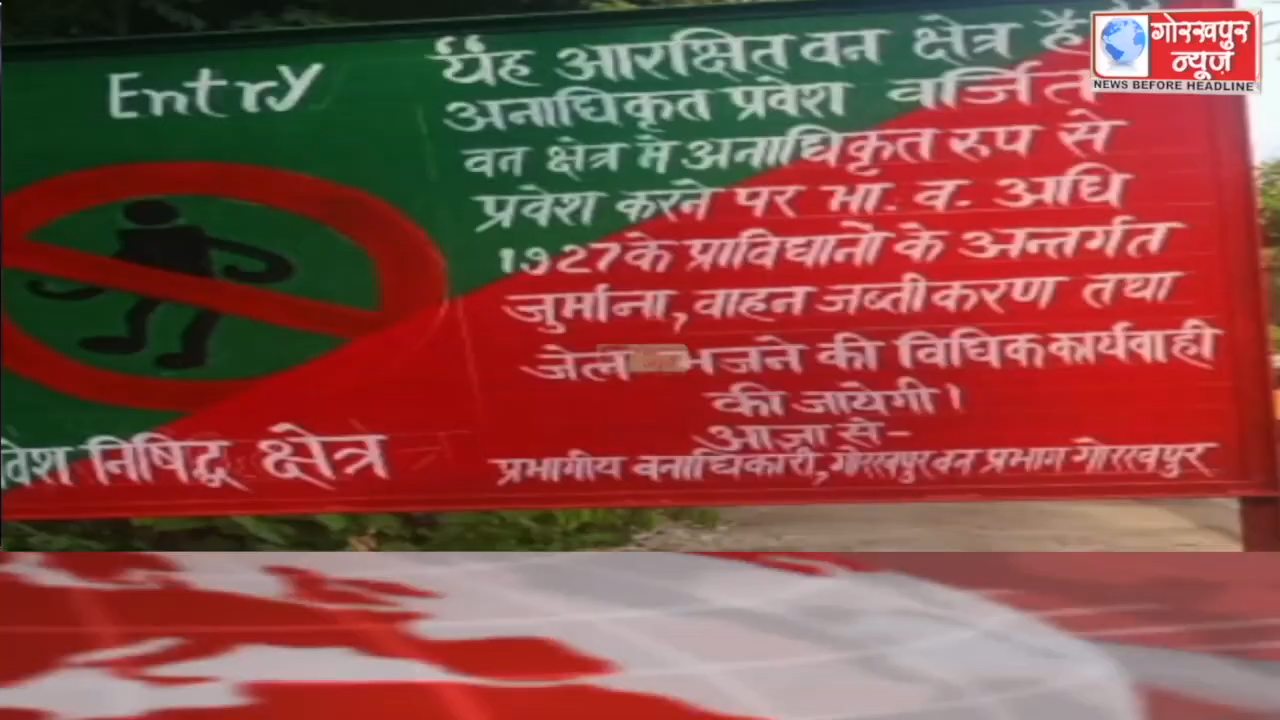 गोरखपुर
न्यूज़
NEWS BEFORE HEADLINE
Entry
निषिद्ध क्षेत्र
“यह आरक्षित वन क्षेत्र है
अनाधिकृत प्रवेश वर्जित
वन क्षेत्र मे अनाधिकृत रुप से
प्रवेश करने पर भा. व. अधि
1927 के प्राविधानो के अन्तर्गत
जुर्माना, वाहन जब्तीकरण तथा
जेल की विधिक कार्यवाही
की जायेगी।
आज्ञा से-
प्रभागीय वनाधिकारी, गोरखपुर वन प्रभाग गोरखपुर